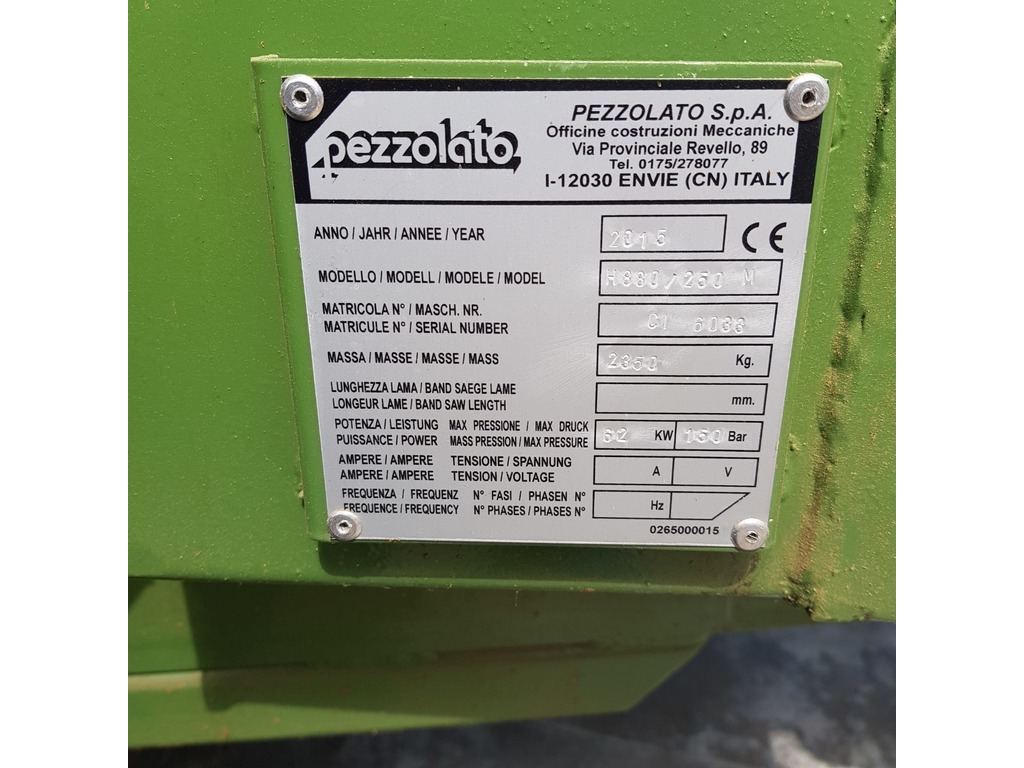 pezzolato
PEZZOLATO S.p.A.
Officine costruzioni Meccaniche
Via Provinciale Revello, 89
Tel. 0175/278077
I-12030 ENVIE (CN) ITALY
ANNO / JAHR / ANNEE / YEAR 2015 CE
MODELLO / MODELL / MODELE / MODEL H880/250 M
MATRICOLA N° / MASCH. NR.
MATRICULE N° / SERIAL NUMBER C1 6033
MASSA / MASSE / MASSE / MASS 2350 Kg.
LUNGHEZZA LAMA / BAND SAEGE LAME
LONGEUR LAME / BAND SAW LENGTH mm.
POTENZA / LEISTUNG MAX PRESSIONE / MAX DRUCK
PUISSANCE / POWER MASS PRESSION / MAX PRESSURE 62 KW 150 Bar
AMPERE / AMPERE TENSIONE / SPANNUNG
AMPERE / AMPERE TENSION / VOLTAGE A V
FREQUENZA / FREQUENZ N° FASI / PHASEN N°
FREQUENCE / FREQUENCY N° PHASES / PHASES N° Hz
0265000015